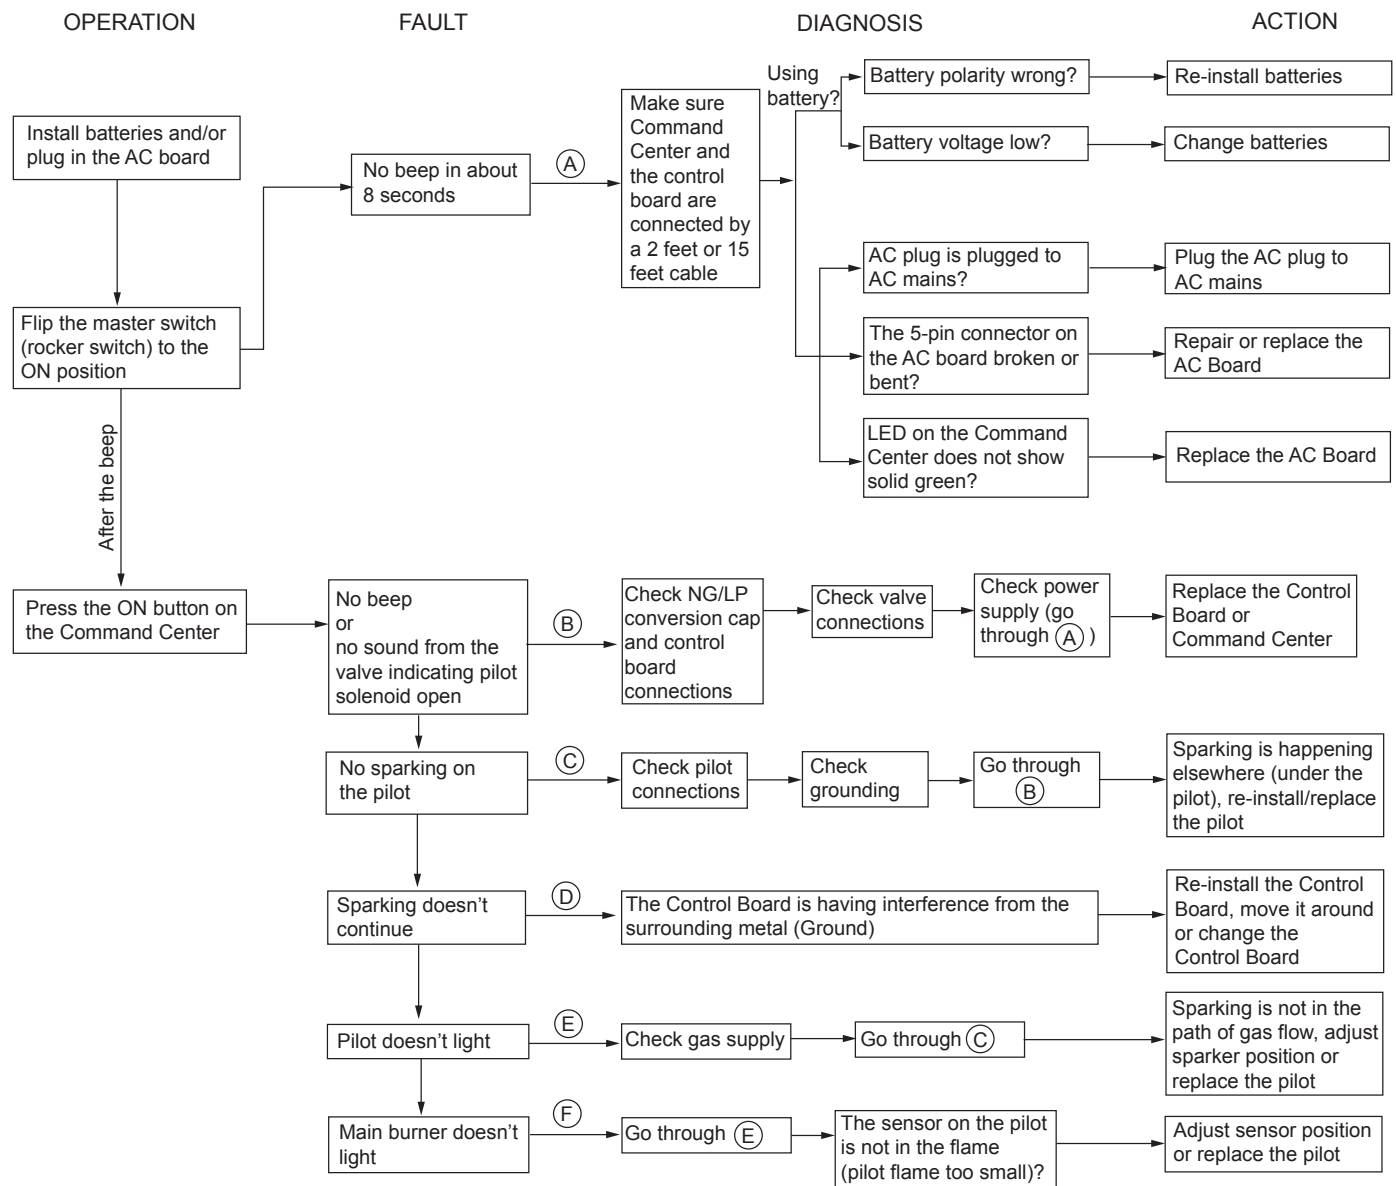 OPERATION
FAULT
DIAGNOSIS
ACTION
Install batteries and/or
plug in the AC board
Flip the master switch
(rocker switch) to the
ON position
After the beep
Press the ON button on
the Command Center
No beep in about
8 seconds
A
Make sure
Command
Center and
the control
board are
connected by
a 2 feet or 15
feet cable
Using
battery?
Battery polarity wrong?
Re-install batteries
Battery voltage low?
Change batteries
AC plug is plugged to
AC mains?
Plug the AC plug to
AC mains
The 5-pin connector on
the AC board broken or
bent?
Repair or replace the
AC Board
LED on the Command
Center does not show
solid green?
Replace the AC Board
No beep
or
no sound from the
valve indicating pilot
solenoid open
B
Check NG/LP
conversion cap
and control
board
connections
Check valve
connections
Check power
supply (go
through A )
Replace the Control
Board or
Command Center
No sparking on
the pilot
C
Check pilot
connections
Check
grounding
Go through
B
Sparking is happening
elsewhere (under the
pilot), re-install/replace
the pilot
Sparking doesn't
continue
D
The Control Board is having interference from the
surrounding metal (Ground)
Re-install the Control
Board, move it around
or change the
Control Board
Pilot doesn't light
E
Check gas supply
Go through C
Sparking is not in the
path of gas flow, adjust
sparker position or
replace the pilot
Main burner doesn't
light
F
Go through E
The sensor on the pilot
is not in the flame
(pilot flame too small)?
Adjust sensor position
or replace the pilot